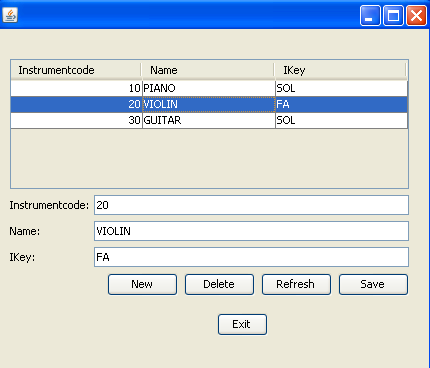 Instrumentcode Name IKey
10 PIANO SOL
20 VIOLIN FA
30 GUITAR SOL
Instrumentcode: 20
Name: VIOLIN
IKey: FA
New Delete Refresh Save
Exit